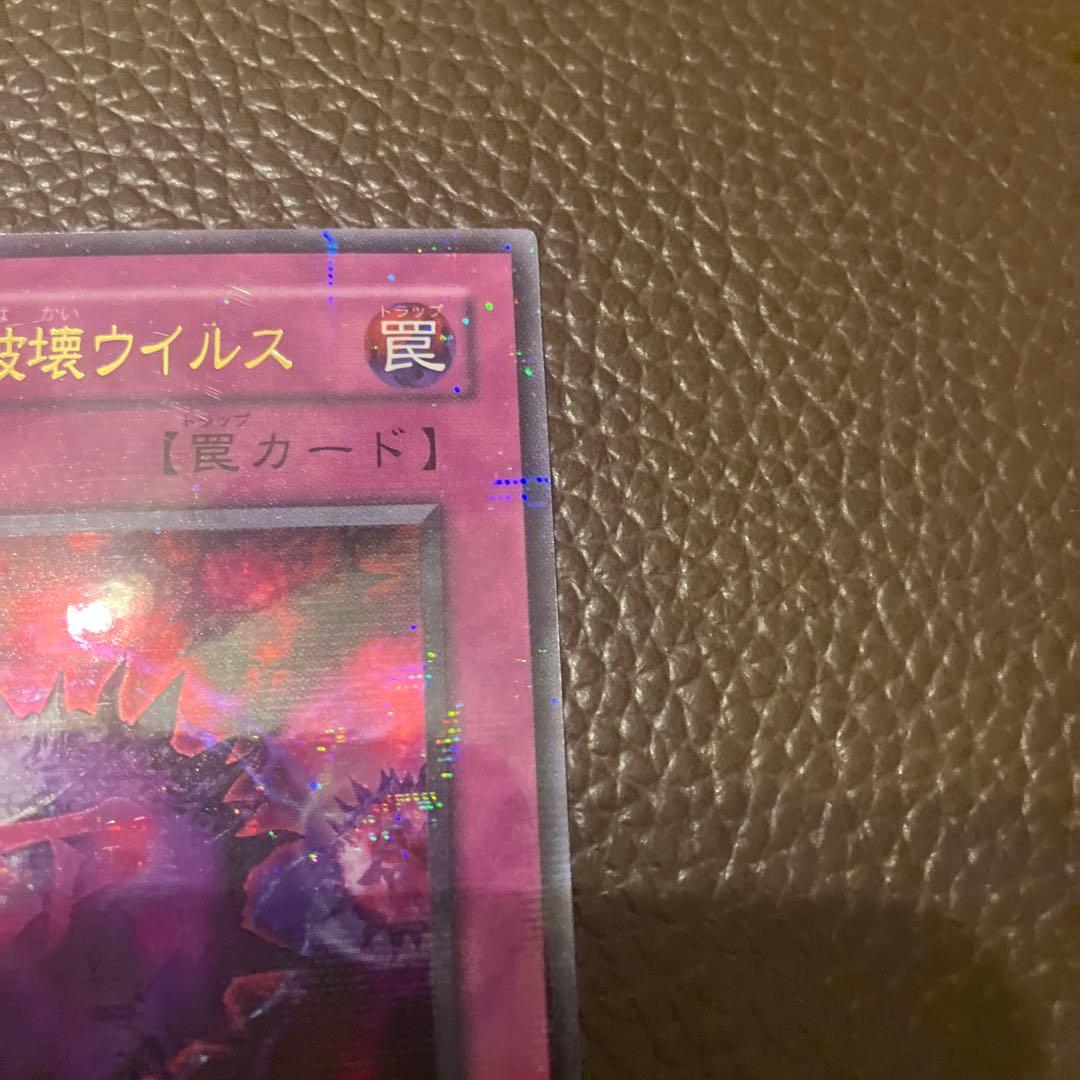 は かい
破壊ウイルス
トラップ
罠
トラップ
【罠カード】